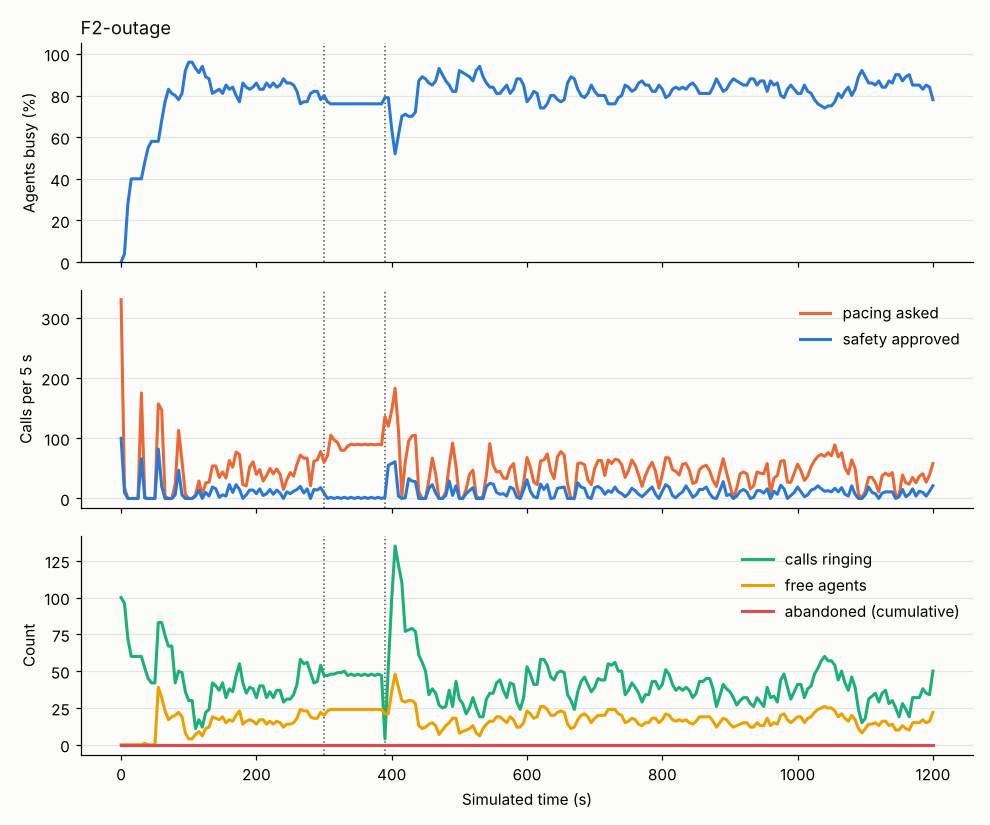 F2-outage
Agents busy (%)
100
80
60
40
20
0
Calls per 5 s
300
200
100
0
pacing asked
safety approved
Count
125
100
75
50
25
0
calls ringing
free agents
abandoned (cumulative)
0 200 400 600 800 1000 1200
Simulated time (s)